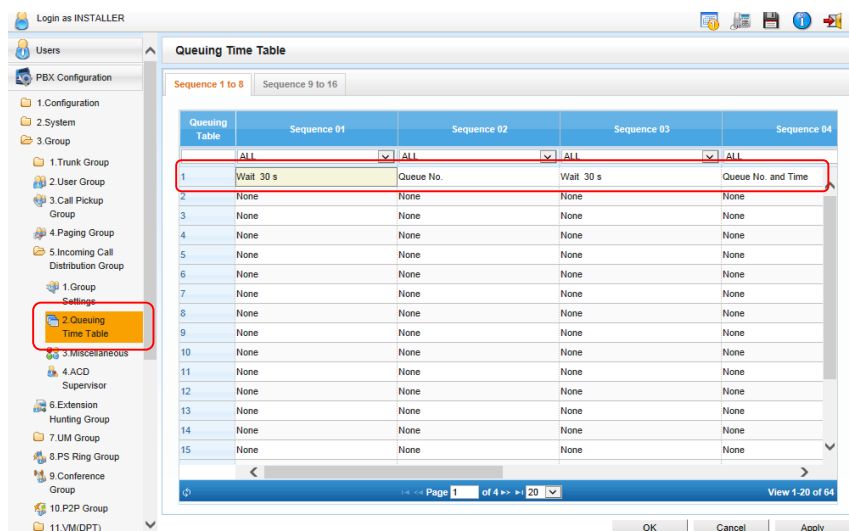 Login as INSTALLER
Users
PBX Configuration
1.Configuration
2.System
3.Group
1.Trunk Group
2.User Group
3.Call Pickup
Group
4.Paging Group
5.Incoming Call
Distribution Group
1.Group
Settings
2.Queuing
Time Table
3.Miscellaneous
4.ACD
Supervisor
6.Extension
Hunting Group
7.UM Group
8.PS Ring Group
9.Conference
Group
10.P2P Group
11.VM(DPT)
Queuing Time Table
Sequence 1 to 8 Sequence 9 to 16
Queuing
Table Sequence 01 Sequence 02 Sequence 03 Sequence 04
ALL ALL ALL ALL
1 Wait 30 s Queue No. Wait 30 s Queue No. and Time
2 None None None None
3 None None None None
4 None None None None
5 None None None None
6 None None None None
7 None None None None
8 None None None None
9 None None None None
10 None None None None
11 None None None None
12 None None None None
13 None None None None
14 None None None None
15 None None None None
Page 1 of 4 20 View 1-20 of 64
OK Cancel Apply